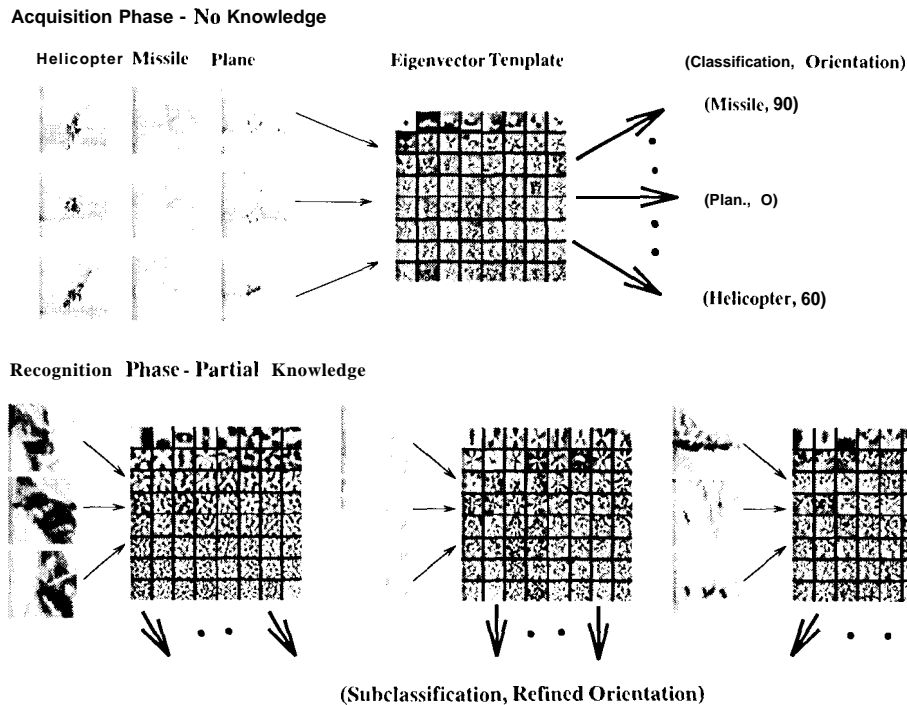 Acquisition Phase - No Knowledge
Helicopter Missile Plane
Eigenvector Template
(Classification, Orientation)
(Missile, 90)
(Plan., O)
(Helicopter, 60)
Recognition Phase - Partial Knowledge
(Subclassification, Refined Orientation)